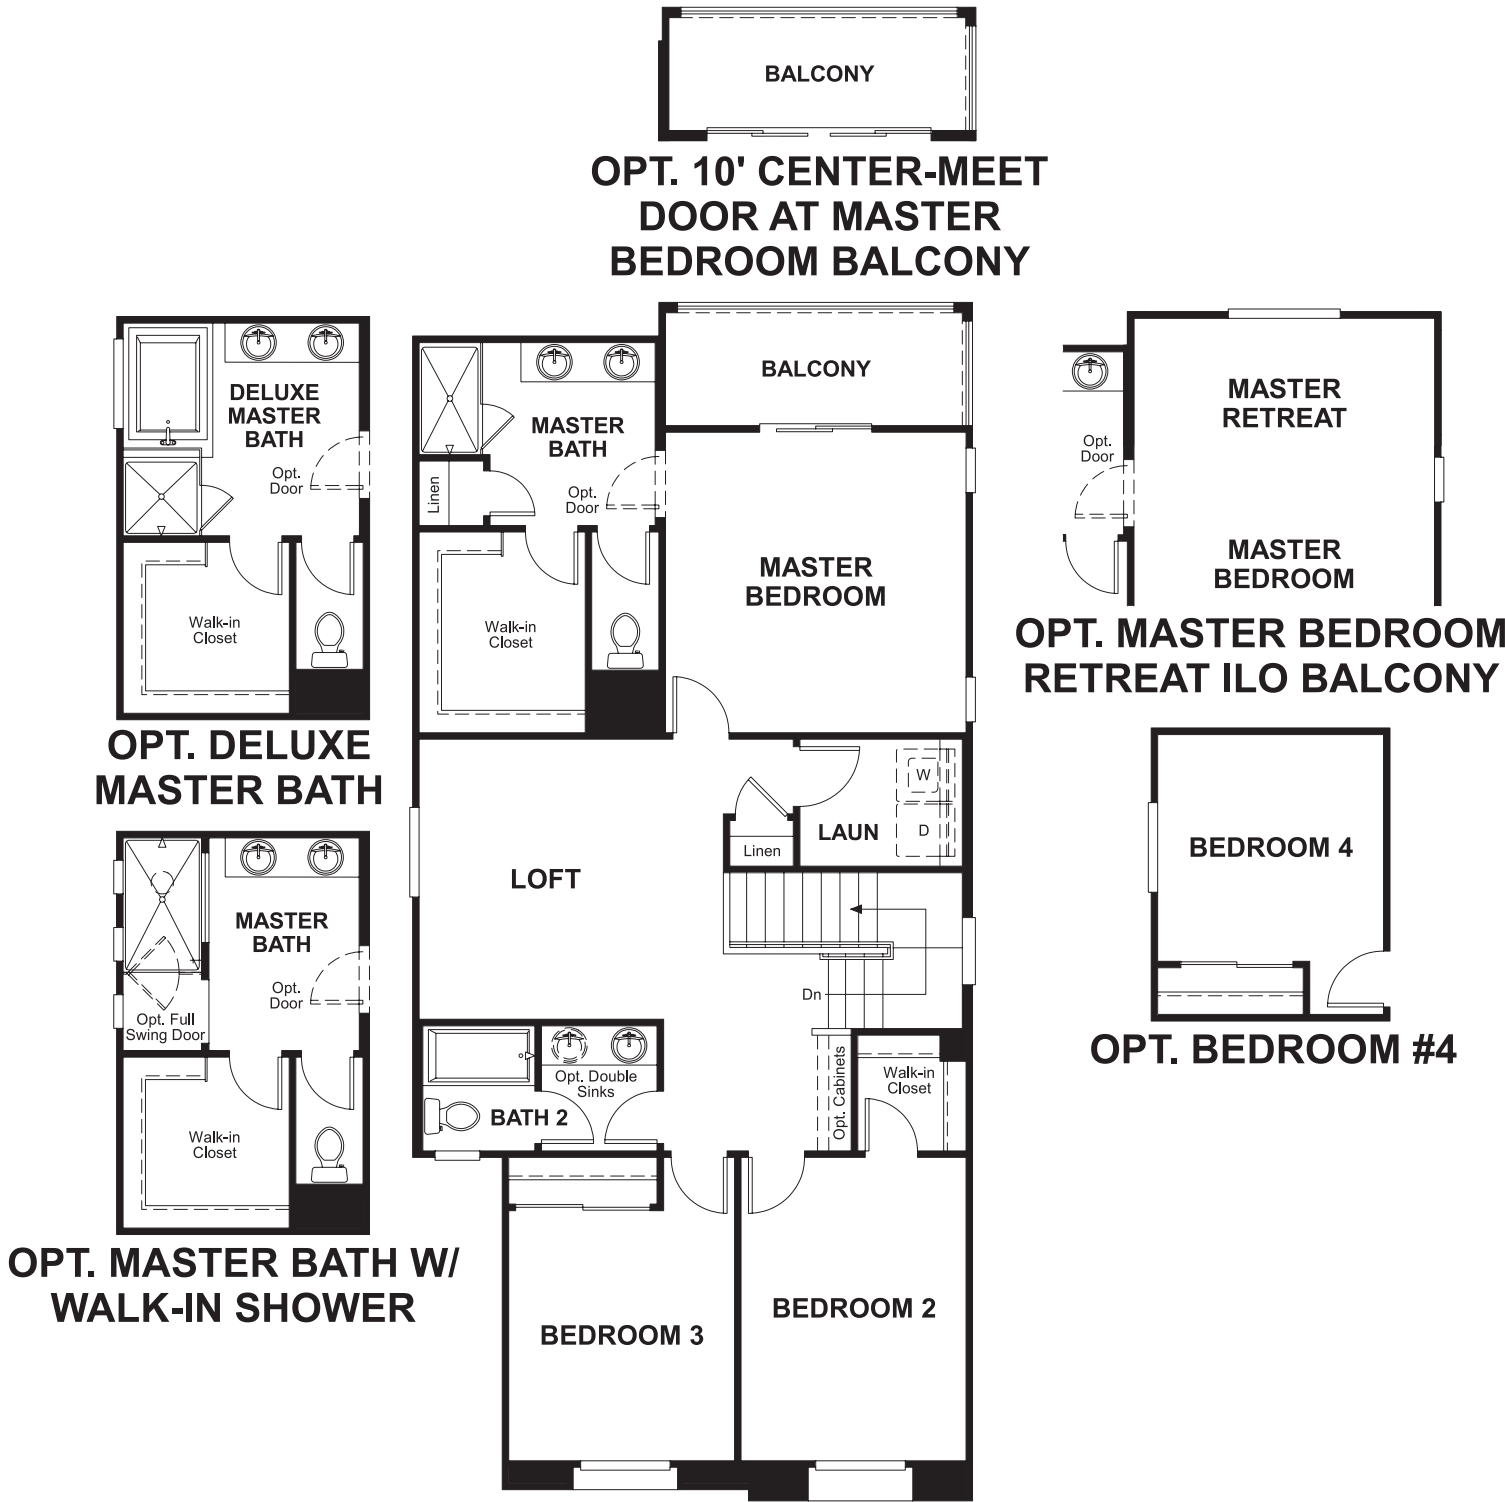 BALCONY
OPT. 10' CENTER-MEET
DOOR AT MASTER
BEDROOM BALCONY
DELUXE
MASTER
BATH
Opt.
Door
Walk-in
Closet
OPT. DELUXE
MASTER BATH
MASTER
BATH
Opt.
Door
Opt. Full
Swing Door
Walk-in
Closet
OPT. MASTER BATH W/
WALK-IN SHOWER
BALCONY
MASTER
BATH
Linen
Opt.
Door
Walk-in
Closet
MASTER
BEDROOM
W
D
LAUN
Linen
LOFT
Dn
Opt. Double
Sinks
BATH 2
Opt. Cabinets
Walk-in
Closet
BEDROOM 3
BEDROOM 2
MASTER
RETREAT
Opt.
Door
MASTER
BEDROOM
OPT. MASTER BEDROOM
RETREAT ILO BALCONY
BEDROOM 4
OPT. BEDROOM #4